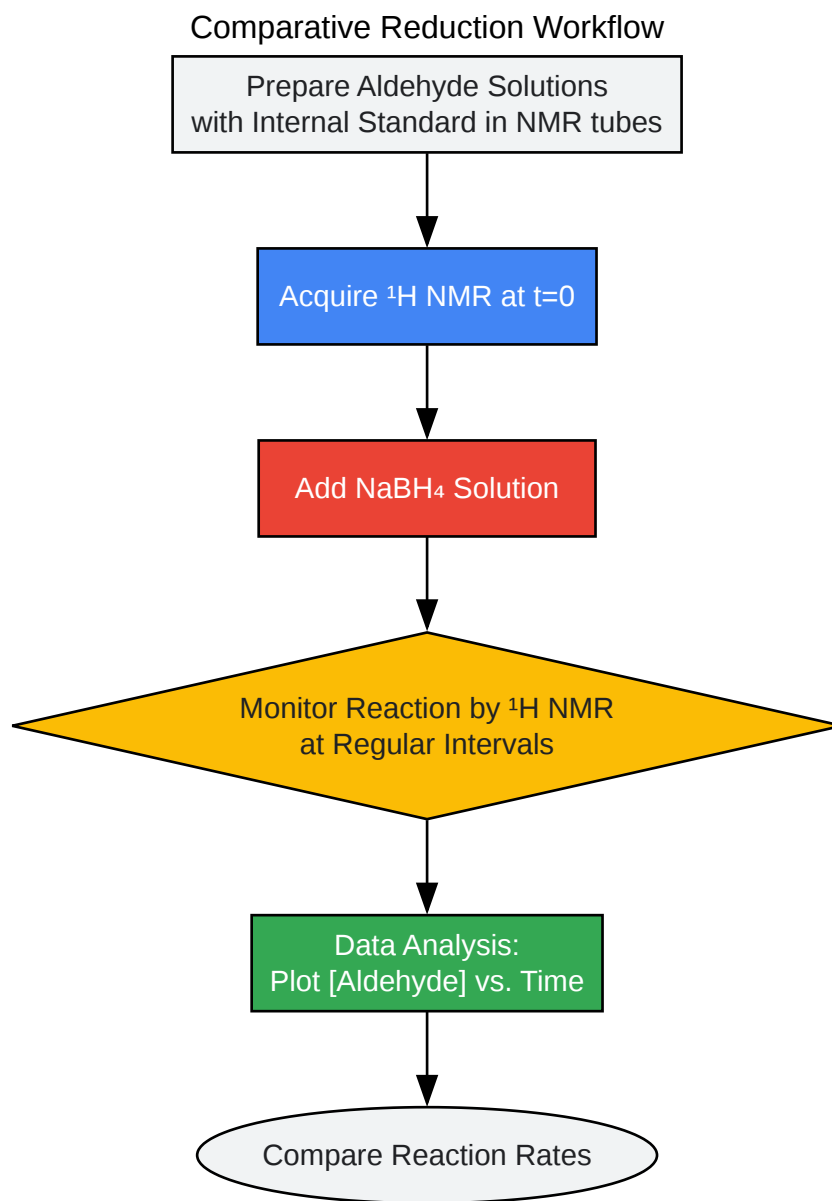 Comparative Reduction Workflow
Prepare Aldehyde Solutions
with Internal Standard in NMR tubes
Acquire ¹H NMR at t=0
Add NaBH₄ Solution
Monitor Reaction by ¹H NMR
at Regular Intervals
Data Analysis:
Plot [Aldehyde] vs. Time
Compare Reaction Rates